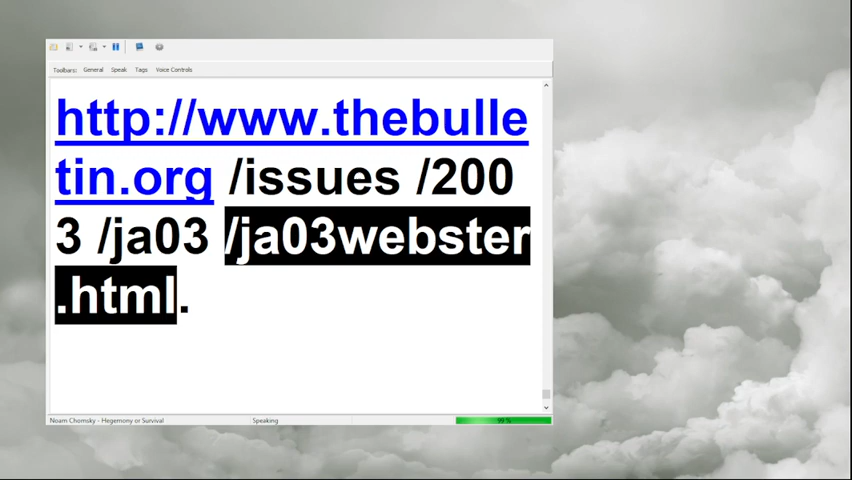 Toolbars: General Speak Tags Voice Controls
http://www.thebulle
tin.org /issues /200
3 /ja03 /ja03webster
.html.
Noam Chomsky - Hegemony or Survival Speaking 99 %